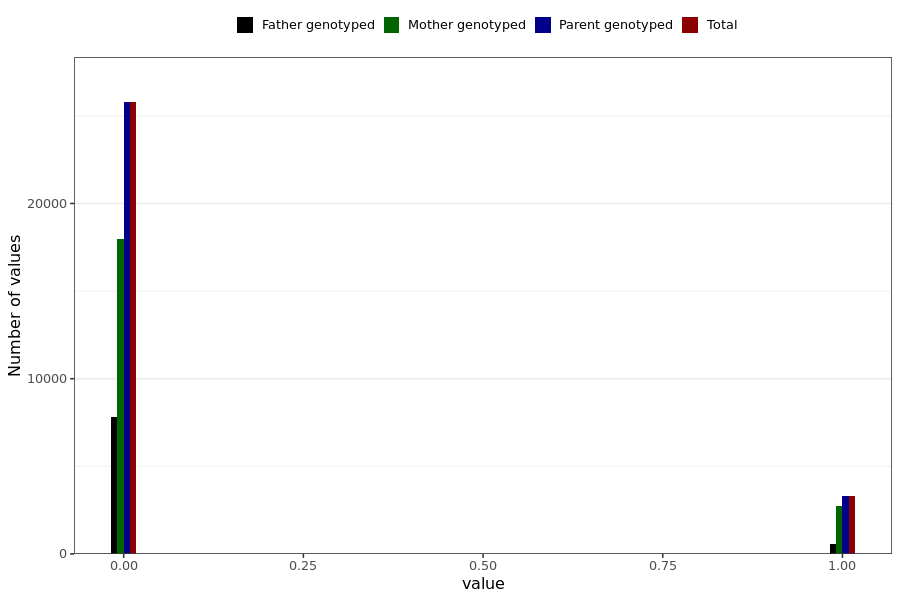 Father genotyped Mother genotyped Parent genotyped Total
Number of values
20000
10000
0
0.00 0.25 0.50 0.75 1.00
value